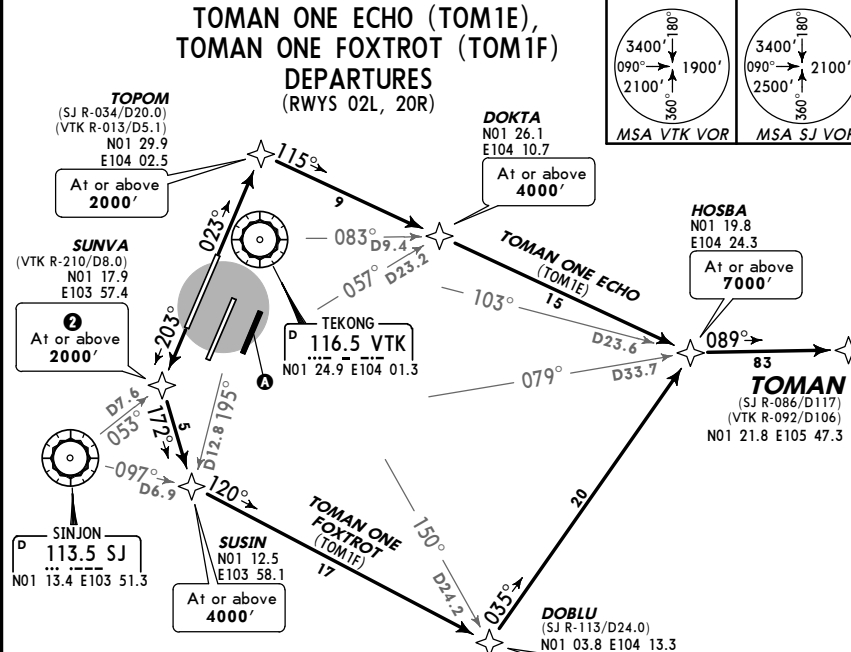 TOMAN ONE ECHO (TOM1E),
TOMAN ONE FOXTROT (TOM1F)
DEPARTURES
(RWYS 02L, 20R)
180°
3400'
090°
1900'
2100'
360°
MSA VTK VOR
180°
3400'
090°
2100'
2500'
360°
MSA SJ VOR
TOPOM
(SJ R-034/D20.0)
(VTK R-013/D5.1)
N01 29.9
E104 02.5
At or above
2000'
DOKTA
N01 26.1
E104 10.7
At or above
4000'
115°
9
023°
083°
D9.4
057°
D23.2
SUNVA
(VTK R-210/D8.0)
N01 17.9
E103 57.4
2
At or above
2000'
203°
D TEKONG
116.5 VTK
N01 24.9 E104 01.3
A
TOMAN ONE ECHO
(TOM1E)
15
103°
D23.6
079°
D33.7
HOSBA
N01 19.8
E104 24.3
At or above
7000'
089°
83
TOMAN
(SJ R-086/D117)
(VTK R-092/D106)
N01 21.8 E105 47.3
D7.6
053°
172°
5
195°
D12.8
097°
D6.9
D SINJON
113.5 SJ
N01 13.4 E103 51.3
SUSIN
N01 12.5
E103 58.1
At or above
4000'
120°
TOMAN ONE
FOXTROT
(TOM1F)
17
150°
D24.2
035°
20
DOBLU
(SJ R-113/D24.0)
N01 03.8 E104 13.3